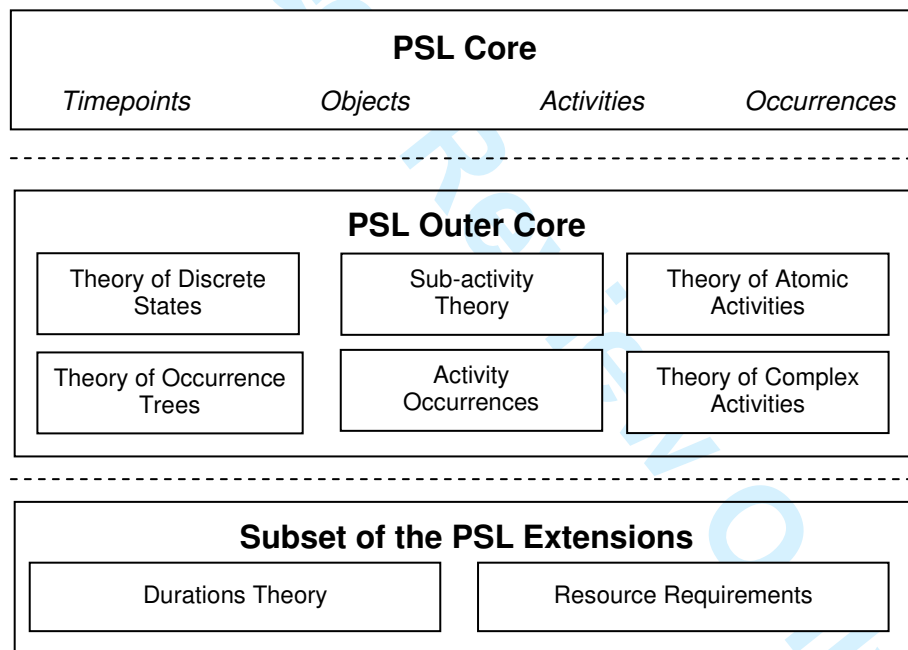 PSL Core
Timepoints Objects Activities Occurrences
PSL Outer Core
Theory of Discrete
States
Sub-activity
Theory
Theory of Atomic
Activities
Theory of Occurrence
Trees
Activity
Occurrences
Theory of Complex
Activities
Subset of the PSL Extensions
Durations Theory
Resource Requirements
Review